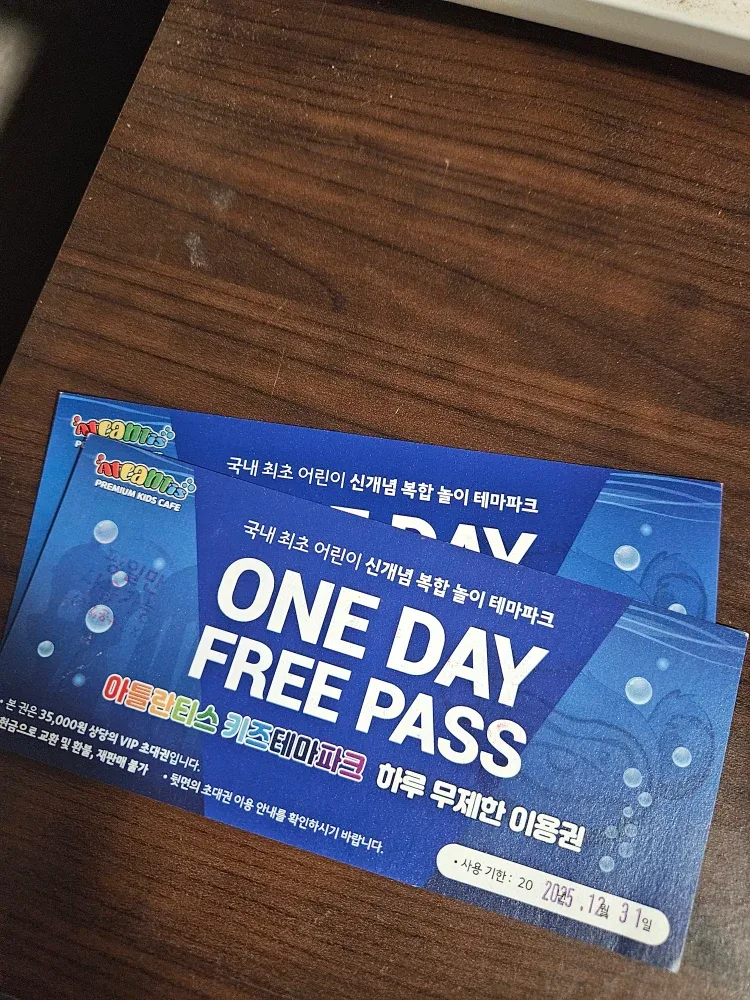 Atlantis
국내 최초 어린이 신개념 복합 놀이 테마파크
Atlantis
PREMIUM KIDS CAFE
국내 최초 어린이 신개념 복합 놀이 테마파크
ONE DAY
FREE PASS
아틀란티스 키즈테마파크 하루 무제한 이용권
• 본 권은 35,000원 상당의 VIP 초대권입니다.
현금으로 교환 및 환불, 재판매 불가
• 뒷면의 초대권 이용 안내를 확인하시기 바랍니다.
• 사용 기한 : 20 2025.12월 31일